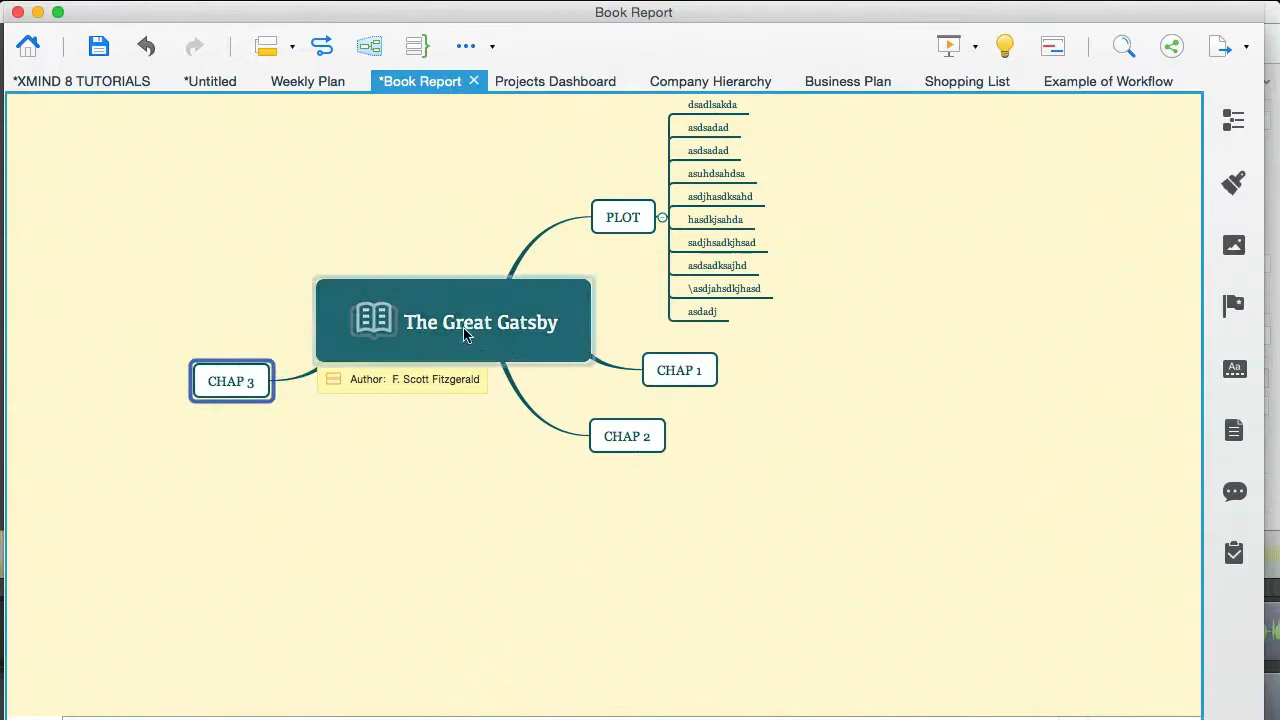 Book Report
*XMIND 8 TUTORIALS *Untitled Weekly Plan *Book Report Projects Dashboard Company Hierarchy Business Plan Shopping List Example of Workflow
dsadlsakda
asdsadad
asdsadad
asuhdsahdsa
asdjhasdksahd
PLOT
hasdkjsahda
sadjhsadkjhsad
asdsadksajhd
\asdjahsdkjhasd
asdadj
The Great Gatsby
CHAP 1
Author: F. Scott Fitzgerald
CHAP 3
CHAP 2
Aa